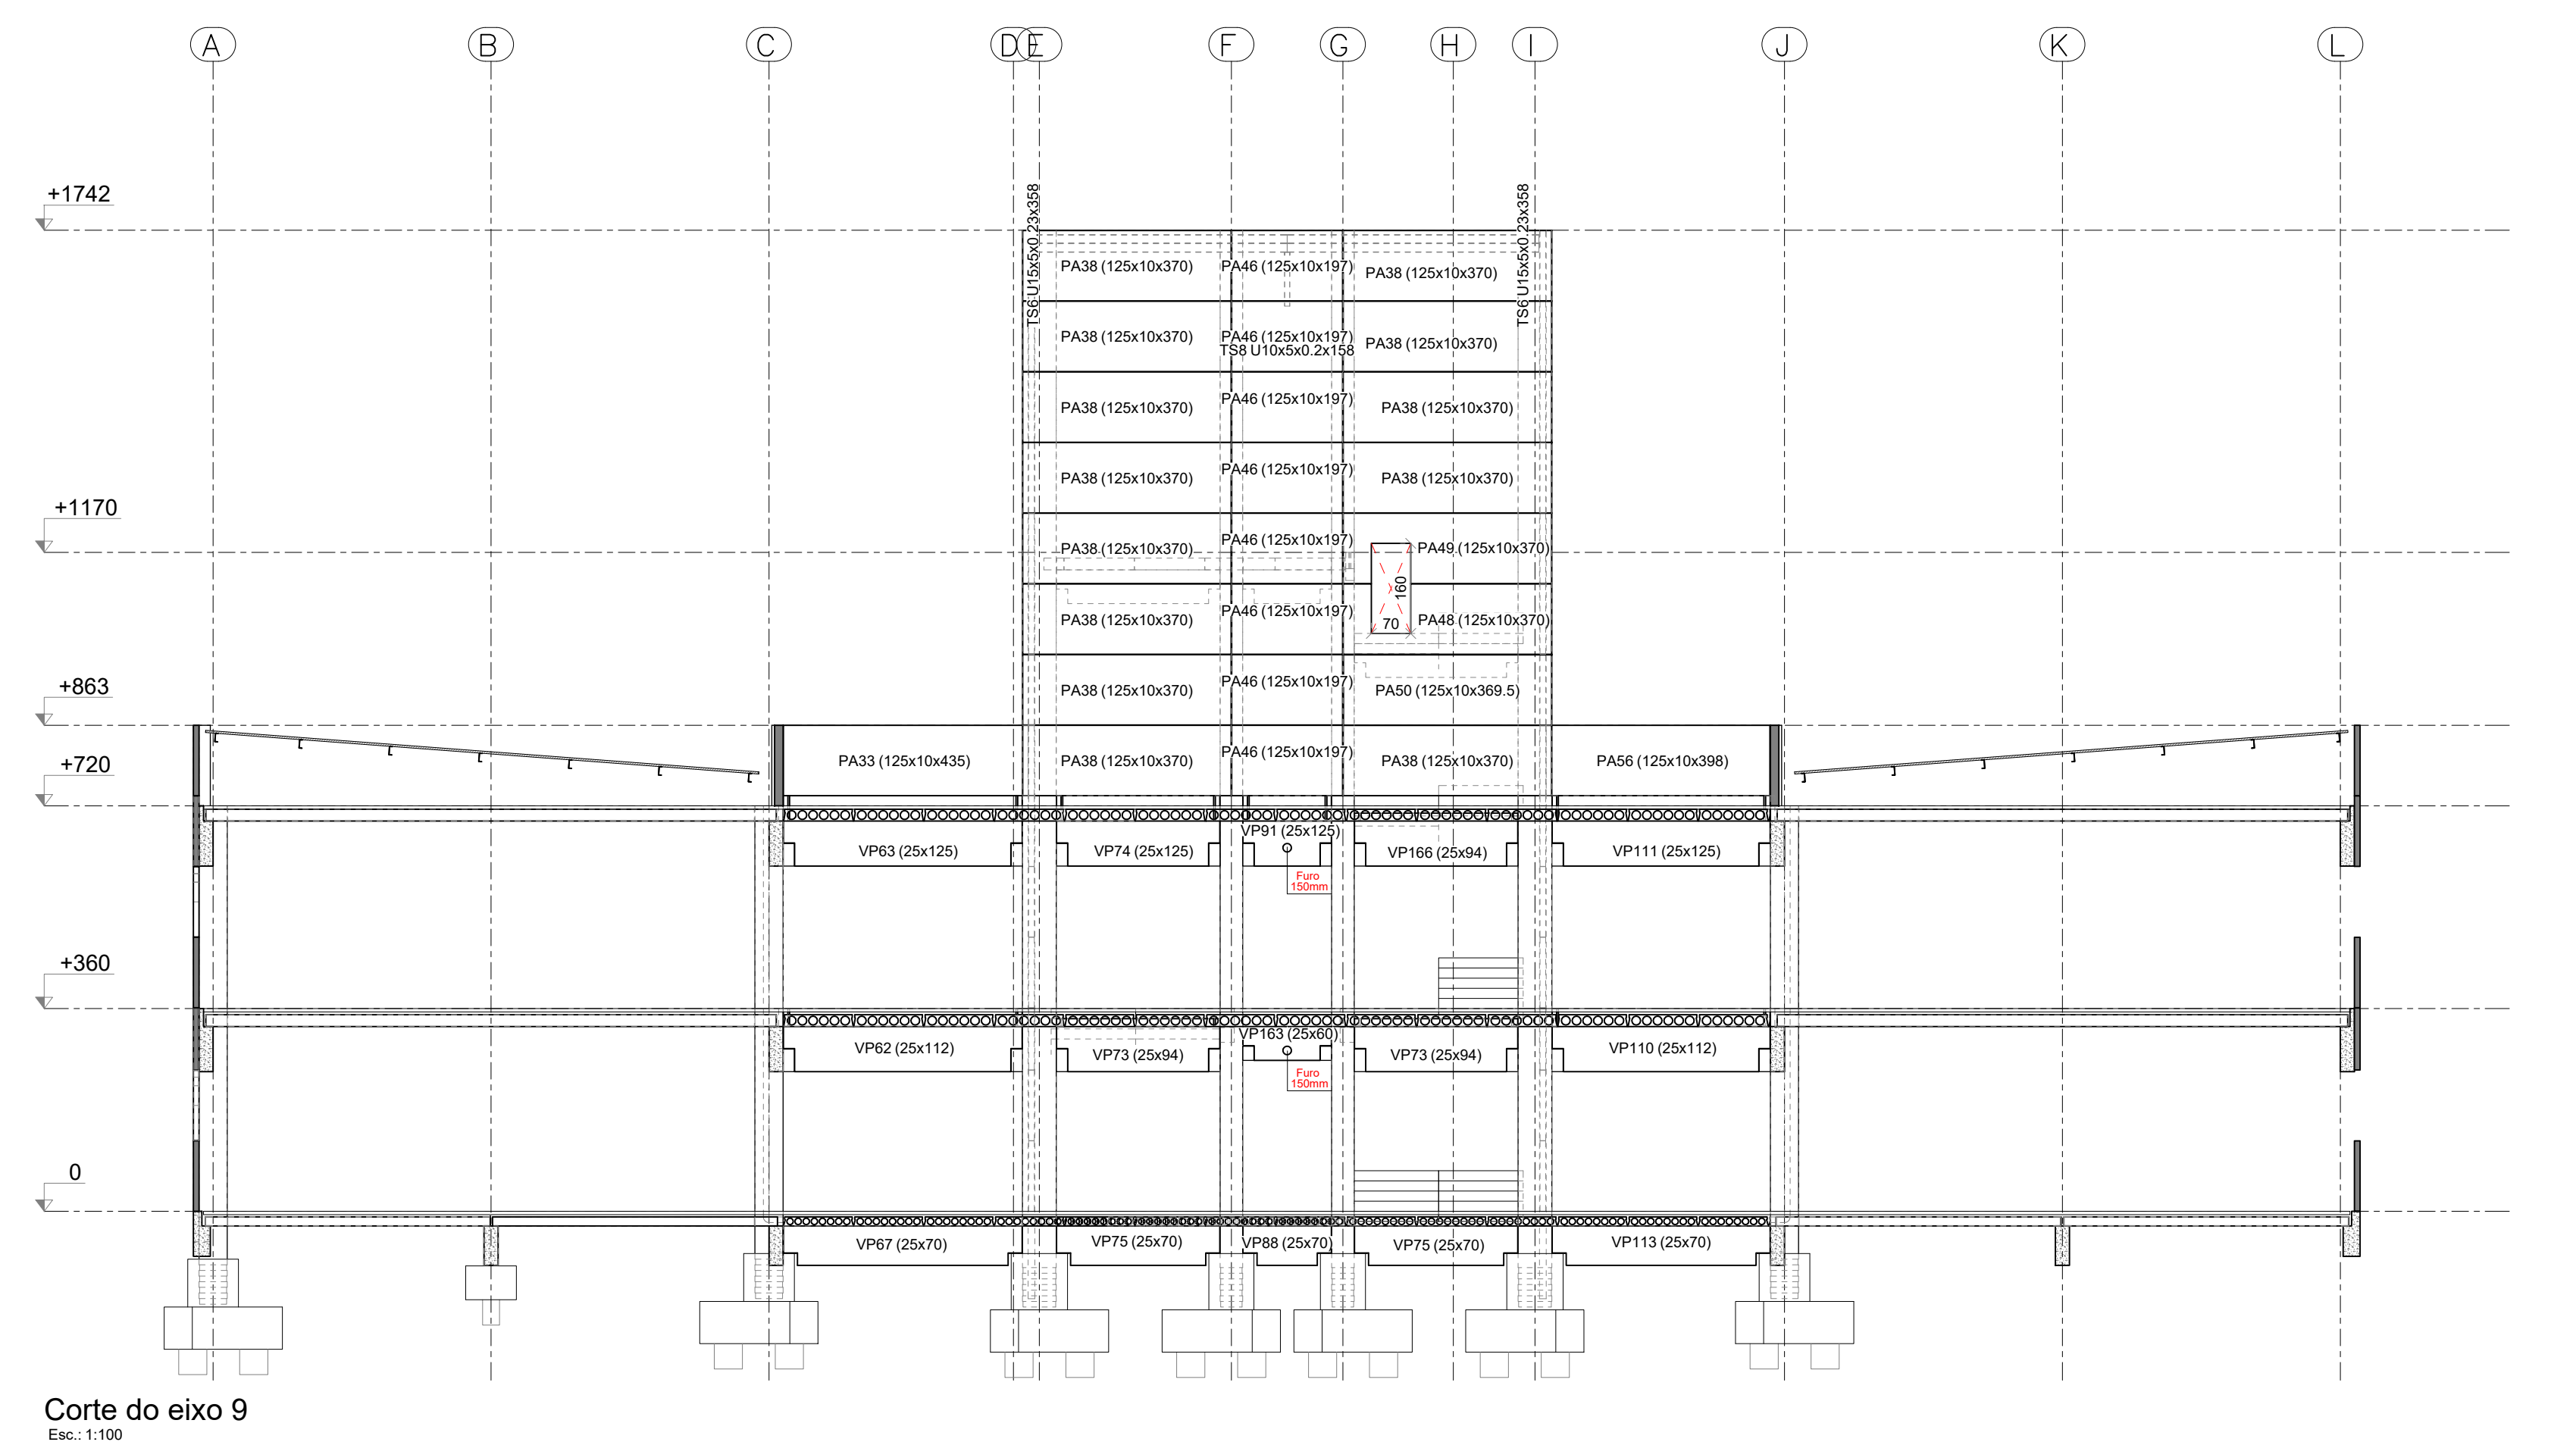 A B C D E F G H I J K L
+1742
TS6 U15x5x0.23x358
TS6 U15x5x0.23x358
PA38 (125x10x370) PA46 (125x10x197) PA38 (125x10x370)
PA38 (125x10x370) PA46 (125x10x197) PA38 (125x10x370)
TS8 U10x5x0.2x158
PA38 (125x10x370) PA46 (125x10x197) PA38 (125x10x370)
PA38 (125x10x370) PA46 (125x10x197) PA38 (125x10x370)
+1170
PA38 (125x10x370) PA46 (125x10x197) PA49 (125x10x370)
160
70
PA38 (125x10x370) PA46 (125x10x197) PA48 (125x10x370)
+863
PA38 (125x10x370) PA46 (125x10x197) PA50 (125x10x369.5)
+720
PA33 (125x10x435) PA38 (125x10x370) PA46 (125x10x197) PA38 (125x10x370) PA56 (125x10x398)
VP63 (25x125) VP74 (25x125) VP91 (25x125) VP166 (25x94) VP111 (25x125)
Furo
150mm
+360
VP62 (25x112) VP73 (25x94) VP163 (25x60) VP73 (25x94) VP110 (25x112)
Furo
150mm
0
VP67 (25x70) VP75 (25x70) VP88 (25x70) VP75 (25x70) VP113 (25x70)
Corte do eixo 9
Esc.: 1:100